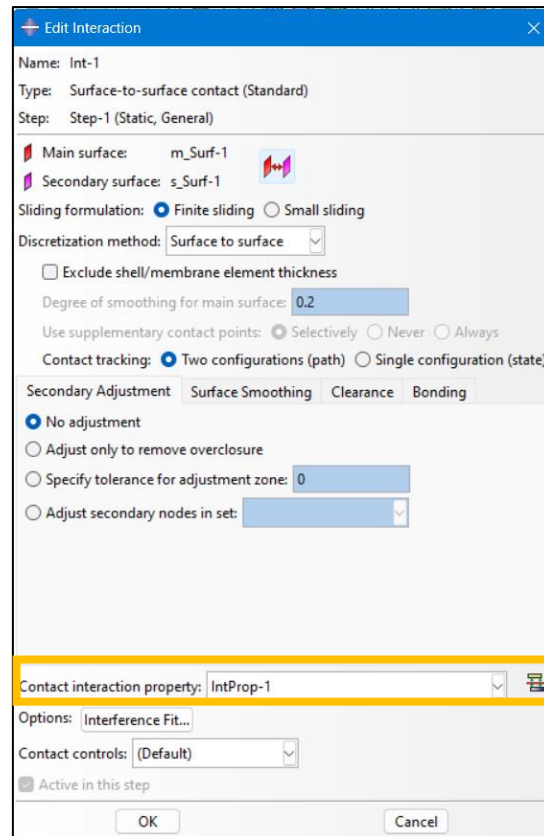 Edit Interaction
Name: Int-1
Type: Surface-to-surface contact (Standard)
Step: Step-1 (Static, General)
Main surface: m_Surf-1
Secondary surface: s_Surf-1
Sliding formulation: Finite sliding Small sliding
Discretization method: Surface to surface
Exclude shell/membrane element thickness
Degree of smoothing for main surface: 0.2
Use supplementary contact points: Selectively Never Always
Contact tracking: Two configurations (path) Single configuration (state)
Secondary Adjustment Surface Smoothing Clearance Bonding
No adjustment
Adjust only to remove overclosure
Specify tolerance for adjustment zone: 0
Adjust secondary nodes in set:
Contact interaction property: IntProp-1
Options: Interference Fit...
Contact controls: (Default)
Active in this step
OK Cancel